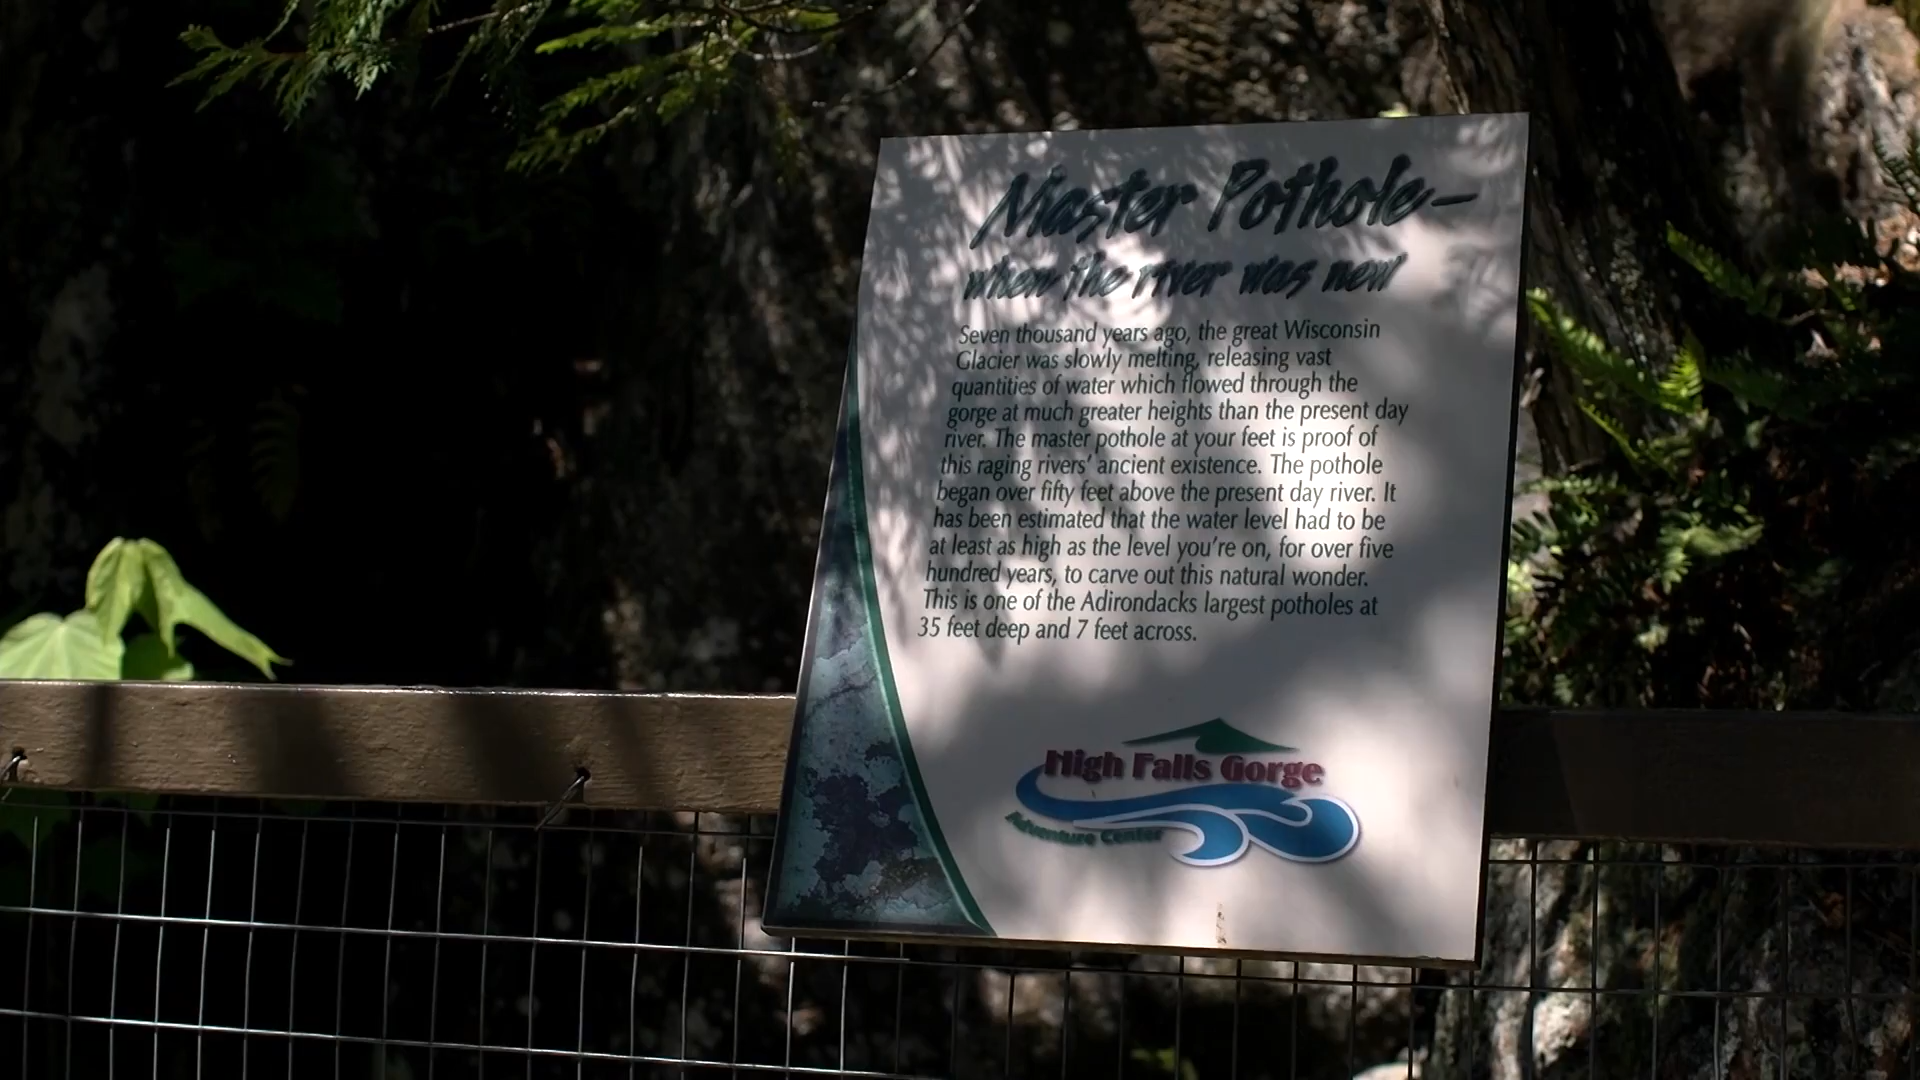 Master Pothole –
when the river was new
Seven thousand years ago, the great Wisconsin
Glacier was slowly melting, releasing vast
quantities of water which flowed through the
gorge at much greater heights than the present day
river. The master pothole at your feet is proof of
this raging rivers' ancient existence. The pothole
began over fifty feet above the present day river. It
has been estimated that the water level had to be
at least as high as the level you're on, for over five
hundred years, to carve out this natural wonder.
This is one of the Adirondacks largest potholes at
35 feet deep and 7 feet across.
High Falls Gorge
Adventure Center